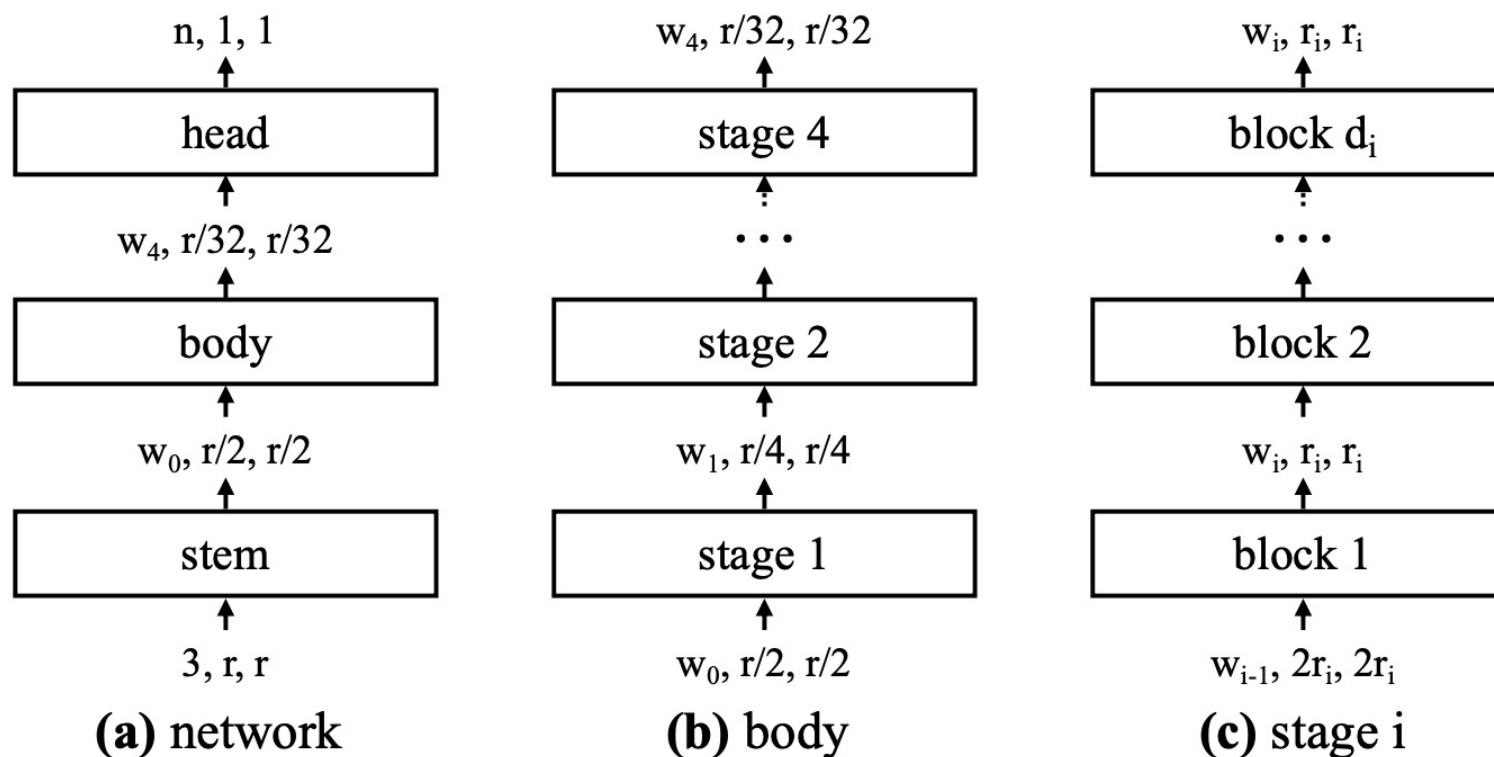 n, 1, 1
head
w₄, r/32, r/32
body
w₀, r/2, r/2
stem
3, r, r
(a) network
w₄, r/32, r/32
stage 4
...
stage 2
w₁, r/4, r/4
stage 1
w₀, r/2, r/2
(b) body
wᵢ, rᵢ, rᵢ
block dᵢ
...
block 2
wᵢ, rᵢ, rᵢ
block 1
wᵢ₋₁, 2rᵢ, 2rᵢ
(c) stage i